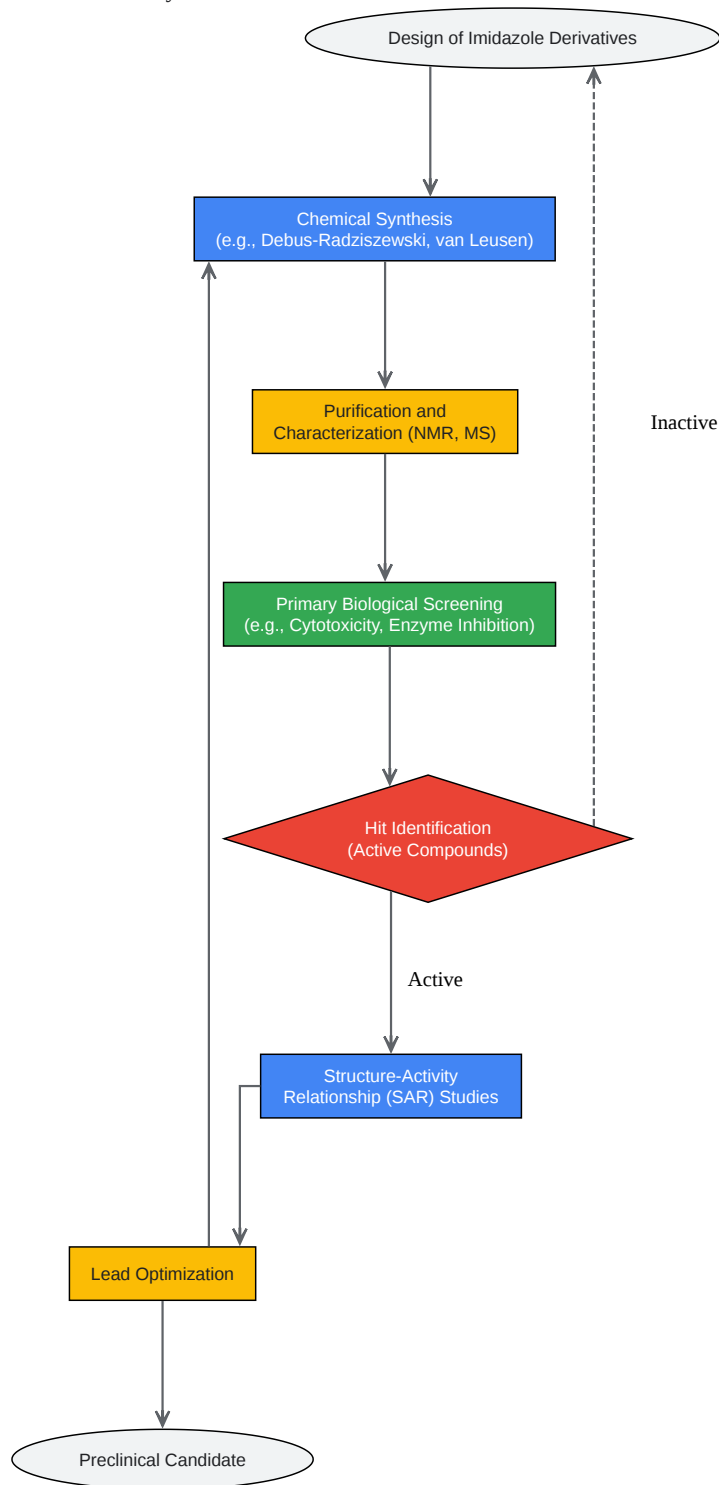 Design of Imidazole Derivatives
Chemical Synthesis
(e.g., Debus-Radziszewski, van Leusen)
Purification and
Characterization (NMR, MS)
Inactive
Primary Biological Screening
(e.g., Cytotoxicity, Enzyme Inhibition)
Hit Identification
(Active Compounds)
Active
Structure-Activity
Relationship (SAR) Studies
Lead Optimization
Preclinical Candidate